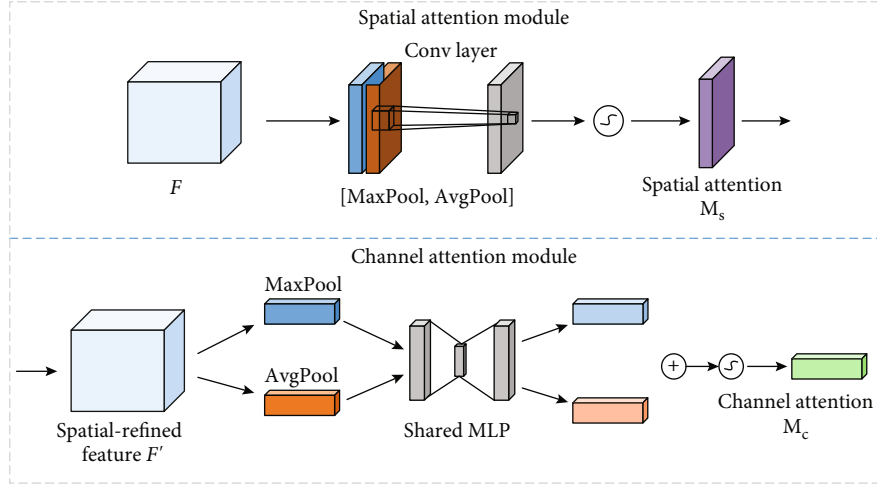 Spatial attention module
Conv layer
F
[MaxPool, AvgPool]
Spatial attention
Ms
Channel attention module
MaxPool
AvgPool
Spatial-refined
feature F′
Shared MLP
+
Channel attention
Mc